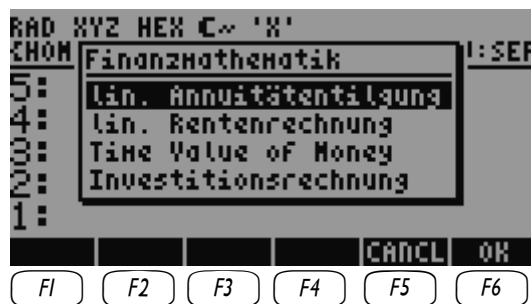 RAD XYZ HEX C~ 'X'
Finanzmathematik
5:
lin. Annuitätentilgung
4:
lin. Rentenrechnung
3:
Time Value of Money
2:
Investitionsrechnung
1:
CANCL OK
F1 F2 F3 F4 F5 F6